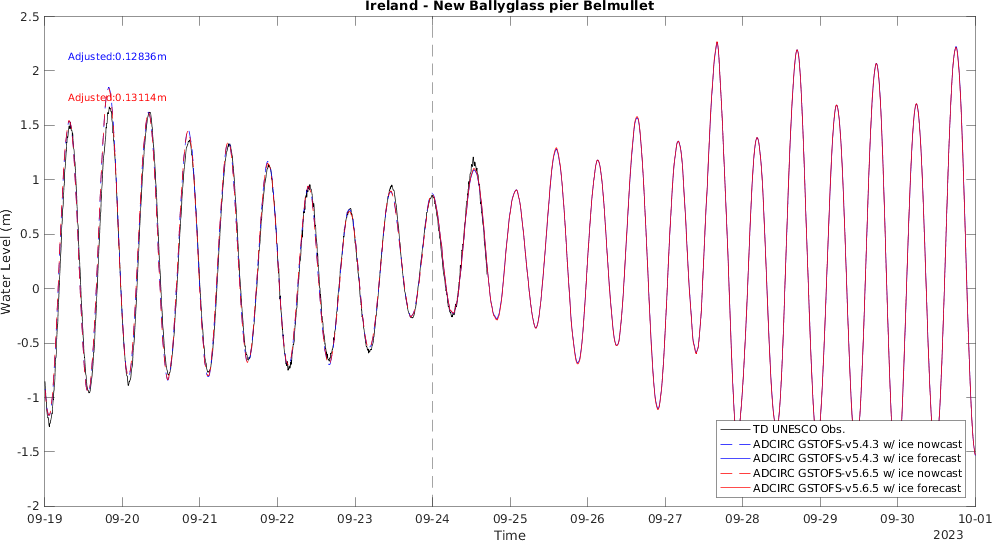 Ireland - New Ballyglass pier Belmullet
2.5
2
1.5
1
0.5
0
-0.5
-1
-1.5
-2
Water Level (m)
Adjusted:0.12836m
Adjusted:0.13114m
TD UNESCO Obs.
ADCIRC GSTOFS-v5.4.3 w/ ice nowcast
ADCIRC GSTOFS-v5.4.3 w/ ice forecast
ADCIRC GSTOFS-v5.6.5 w/ ice nowcast
ADCIRC GSTOFS-v5.6.5 w/ ice forecast
09-19 09-20 09-21 09-22 09-23 09-24 09-25 09-26 09-27 09-28 09-29 09-30 10-01
Time
2023